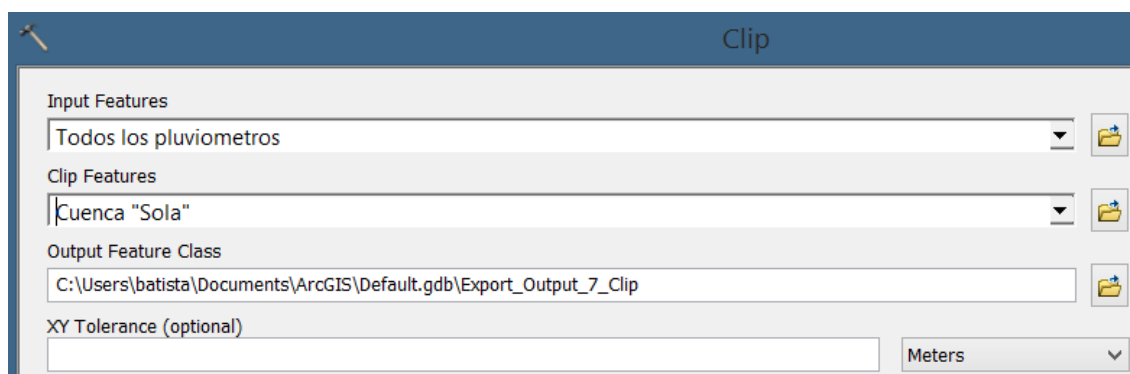 Clip
Input Features
Todos los pluviometros
Clip Features
Cuenca "Sola"
Output Feature Class
C:\Users\batista\Documents\ArcGIS\Default.gdb\Export_Output_7_Clip
XY Tolerance (optional)
Meters